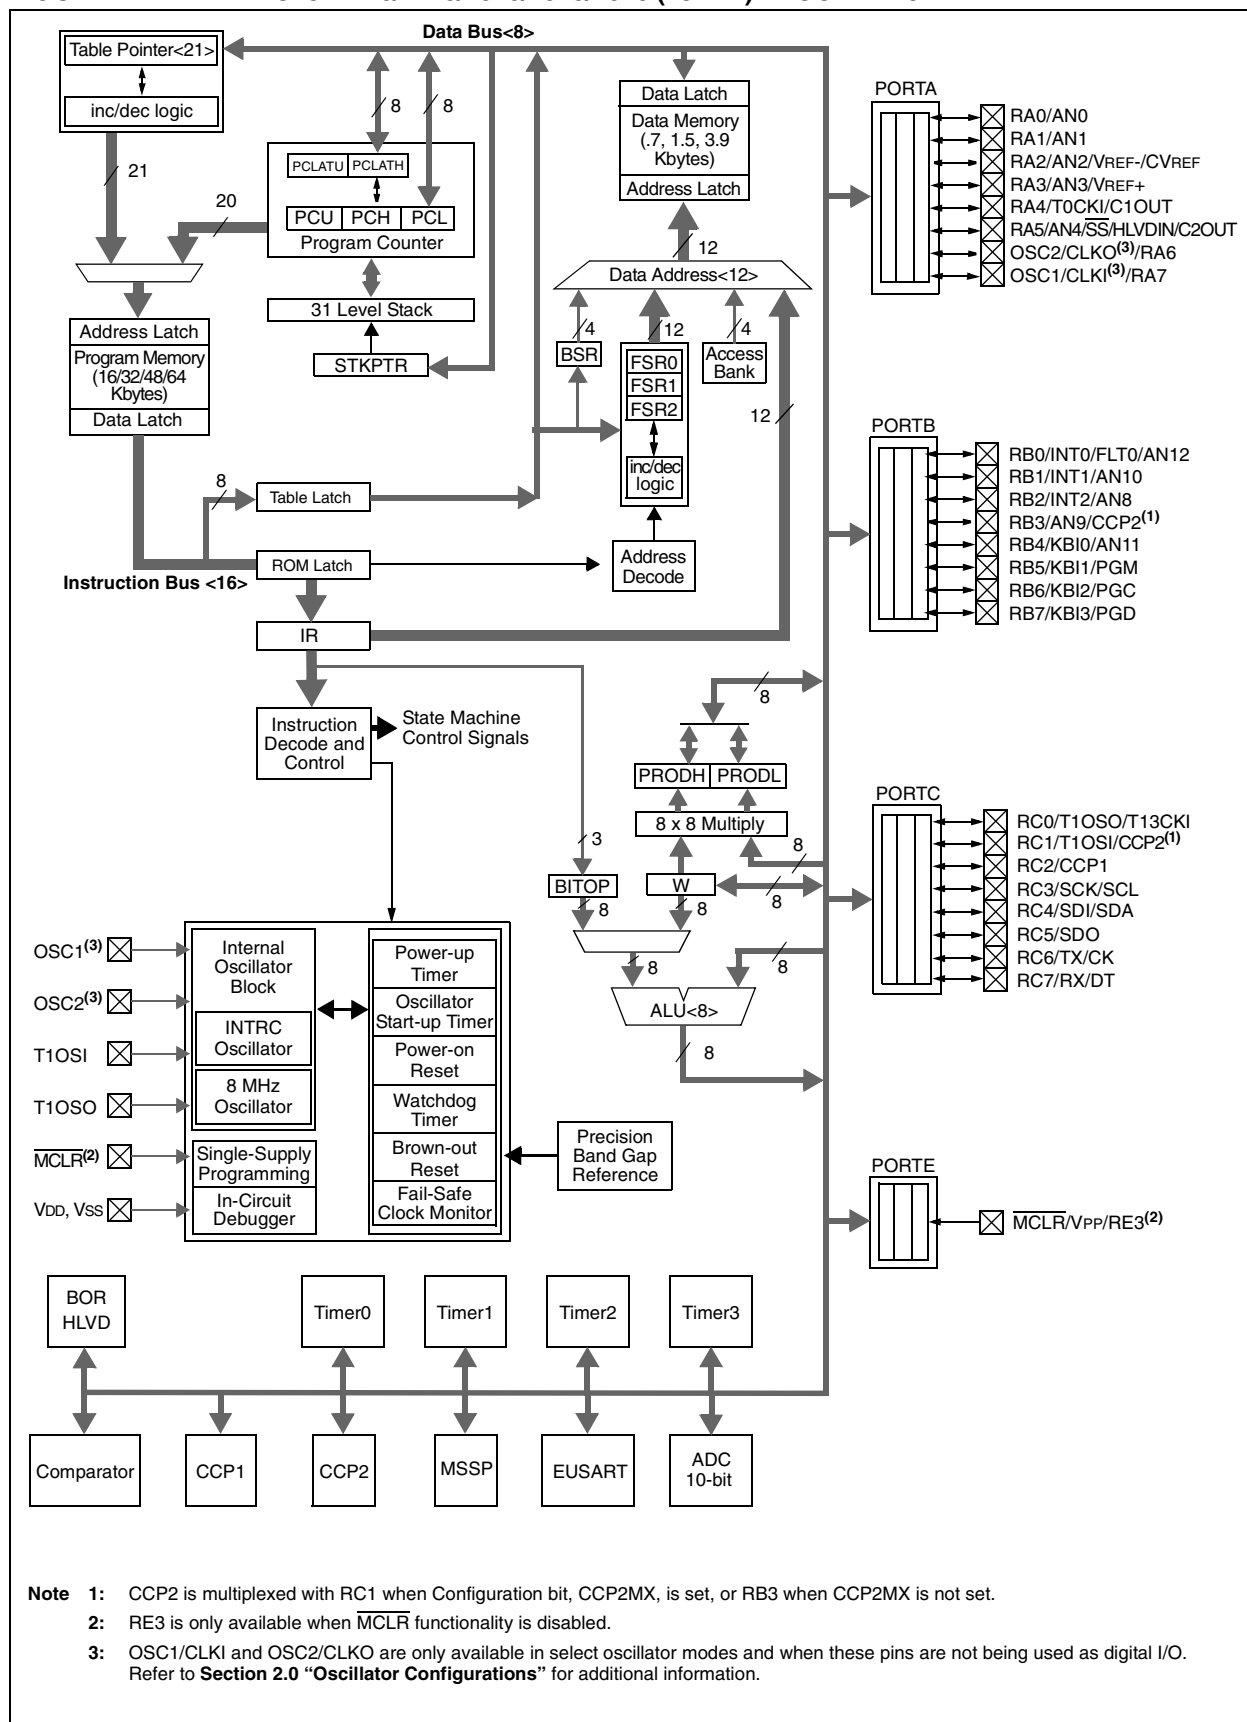 Data Bus<8>
Table Pointer<21>
inc/dec logic
21
20
8
8
PCLATU PCLATH
PCU PCH PCL
Program Counter
31 Level Stack
STKPTR
Address Latch
Program Memory
(16/32/48/64
Kbytes)
Data Latch
8
Table Latch
ROM Latch
Instruction Bus <16>
IR
Instruction
Decode and
Control
State Machine
Control Signals
Data Latch
Data Memory
(.7, 1.5, 3.9
Kbytes)
Address Latch
12
Data Address<12>
4
12
4
BSR
FSR0
FSR1
FSR2
inc/dec
logic
Access
Bank
12
Address
Decode
8
PRODH PRODL
8 x 8 Multiply
3
8
BITOP
W
8
8
8
8
8
ALU<8>
8
OSC1(3)
OSC2(3)
T1OSI
T1OSO
MCLR(2)
VDD, VSS
Internal
Oscillator
Block
INTRC
Oscillator
8 MHz
Oscillator
Single-Supply
Programming
In-Circuit
Debugger
Power-up
Timer
Oscillator
Start-up Timer
Power-on
Reset
Watchdog
Timer
Brown-out
Reset
Fail-Safe
Clock Monitor
Precision
Band Gap
Reference
PORTA
RA0/AN0
RA1/AN1
RA2/AN2/VREF-/CVREF
RA3/AN3/VREF+
RA4/T0CKI/C1OUT
RA5/AN4/SS/HLVDIN/C2OUT
OSC2/CLKO(3)/RA6
OSC1/CLKI(3)/RA7
PORTB
RB0/INT0/FLT0/AN12
RB1/INT1/AN10
RB2/INT2/AN8
RB3/AN9/CCP2(1)
RB4/KBI0/AN11
RB5/KBI1/PGM
RB6/KBI2/PGC
RB7/KBI3/PGD
PORTC
RC0/T1OSO/T13CKI
RC1/T1OSI/CCP2(1)
RC2/CCP1
RC3/SCK/SCL
RC4/SDI/SDA
RC5/SDO
RC6/TX/CK
RC7/RX/DT
PORTE
MCLR/VPP/RE3(2)
BOR
HLVD
Timer0
Timer1
Timer2
Timer3
Comparator
CCP1
CCP2
MSSP
EUSART
ADC
10-bit
Note 1: CCP2 is multiplexed with RC1 when Configuration bit, CCP2MX, is set, or RB3 when CCP2MX is not set.
2: RE3 is only available when MCLR functionality is disabled.
3: OSC1/CLKI and OSC2/CLKO are only available in select oscillator modes and when these pins are not being used as digital I/O.
Refer to Section 2.0 “Oscillator Configurations” for additional information.